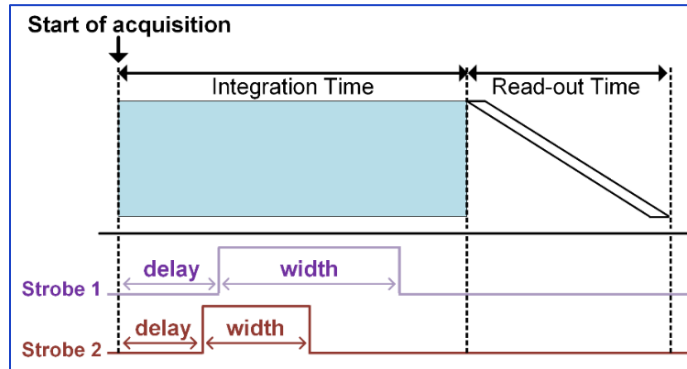 Start of acquisition
Integration Time
Read-out Time
delay
width
Strobe 1
delay
width
Strobe 2